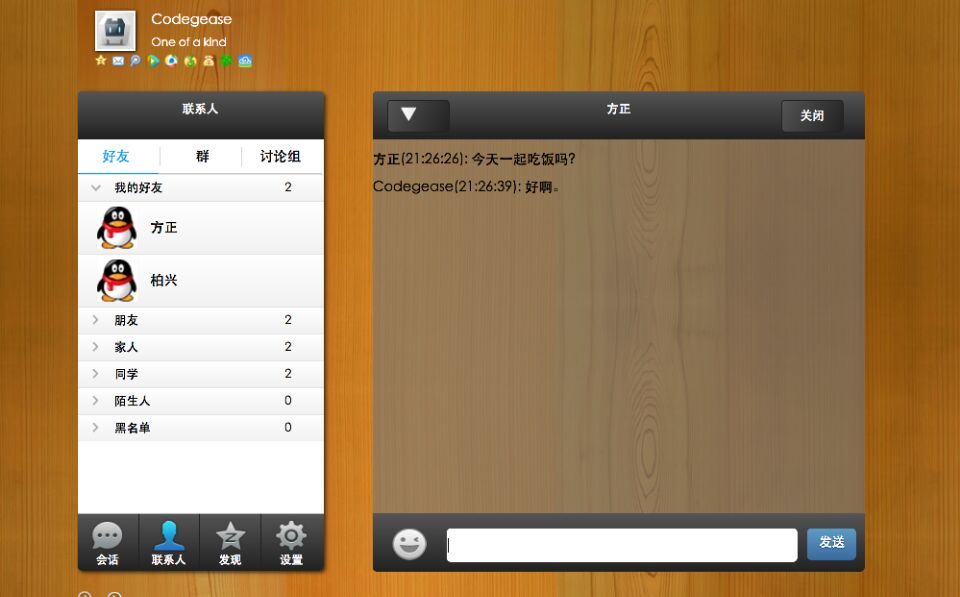 Codegease
One of a kind
联系人
好友 群 讨论组
我的好友 2
方正
柏兴
朋友 2
家人 2
同学 2
陌生人 0
黑名单 0
会话 联系人 发现 设置
方正 关闭
方正(21:26:26): 今天一起吃饭吗?
Codegease(21:26:39): 好啊。
发送